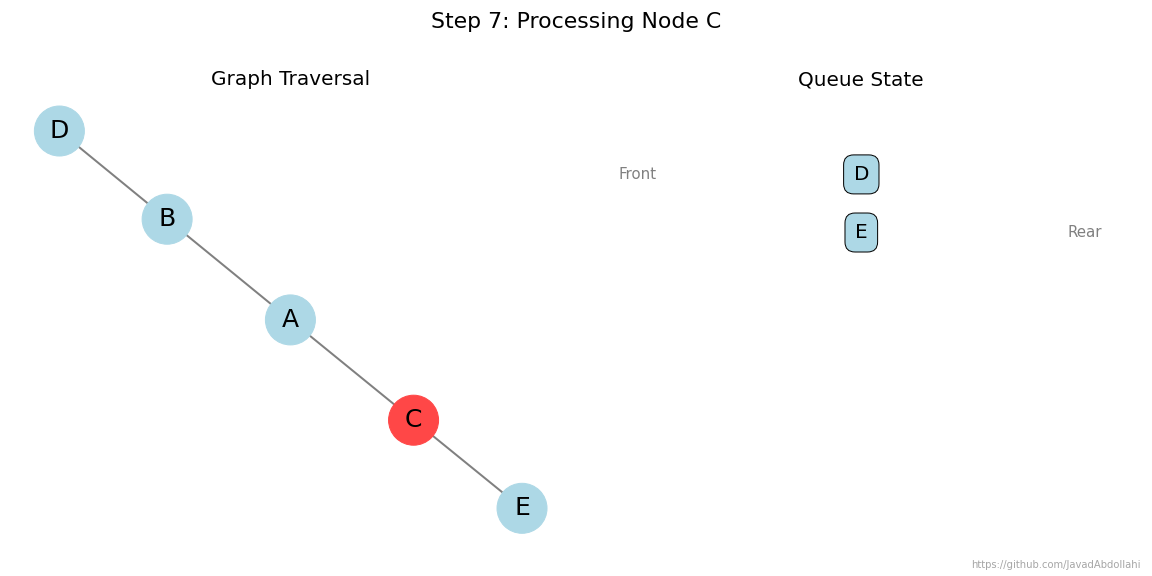 Step 7: Processing Node C
Graph Traversal
D
B
A
C
E
Queue State
Front
D
E
Rear
https://github.com/JavadAbdollahi